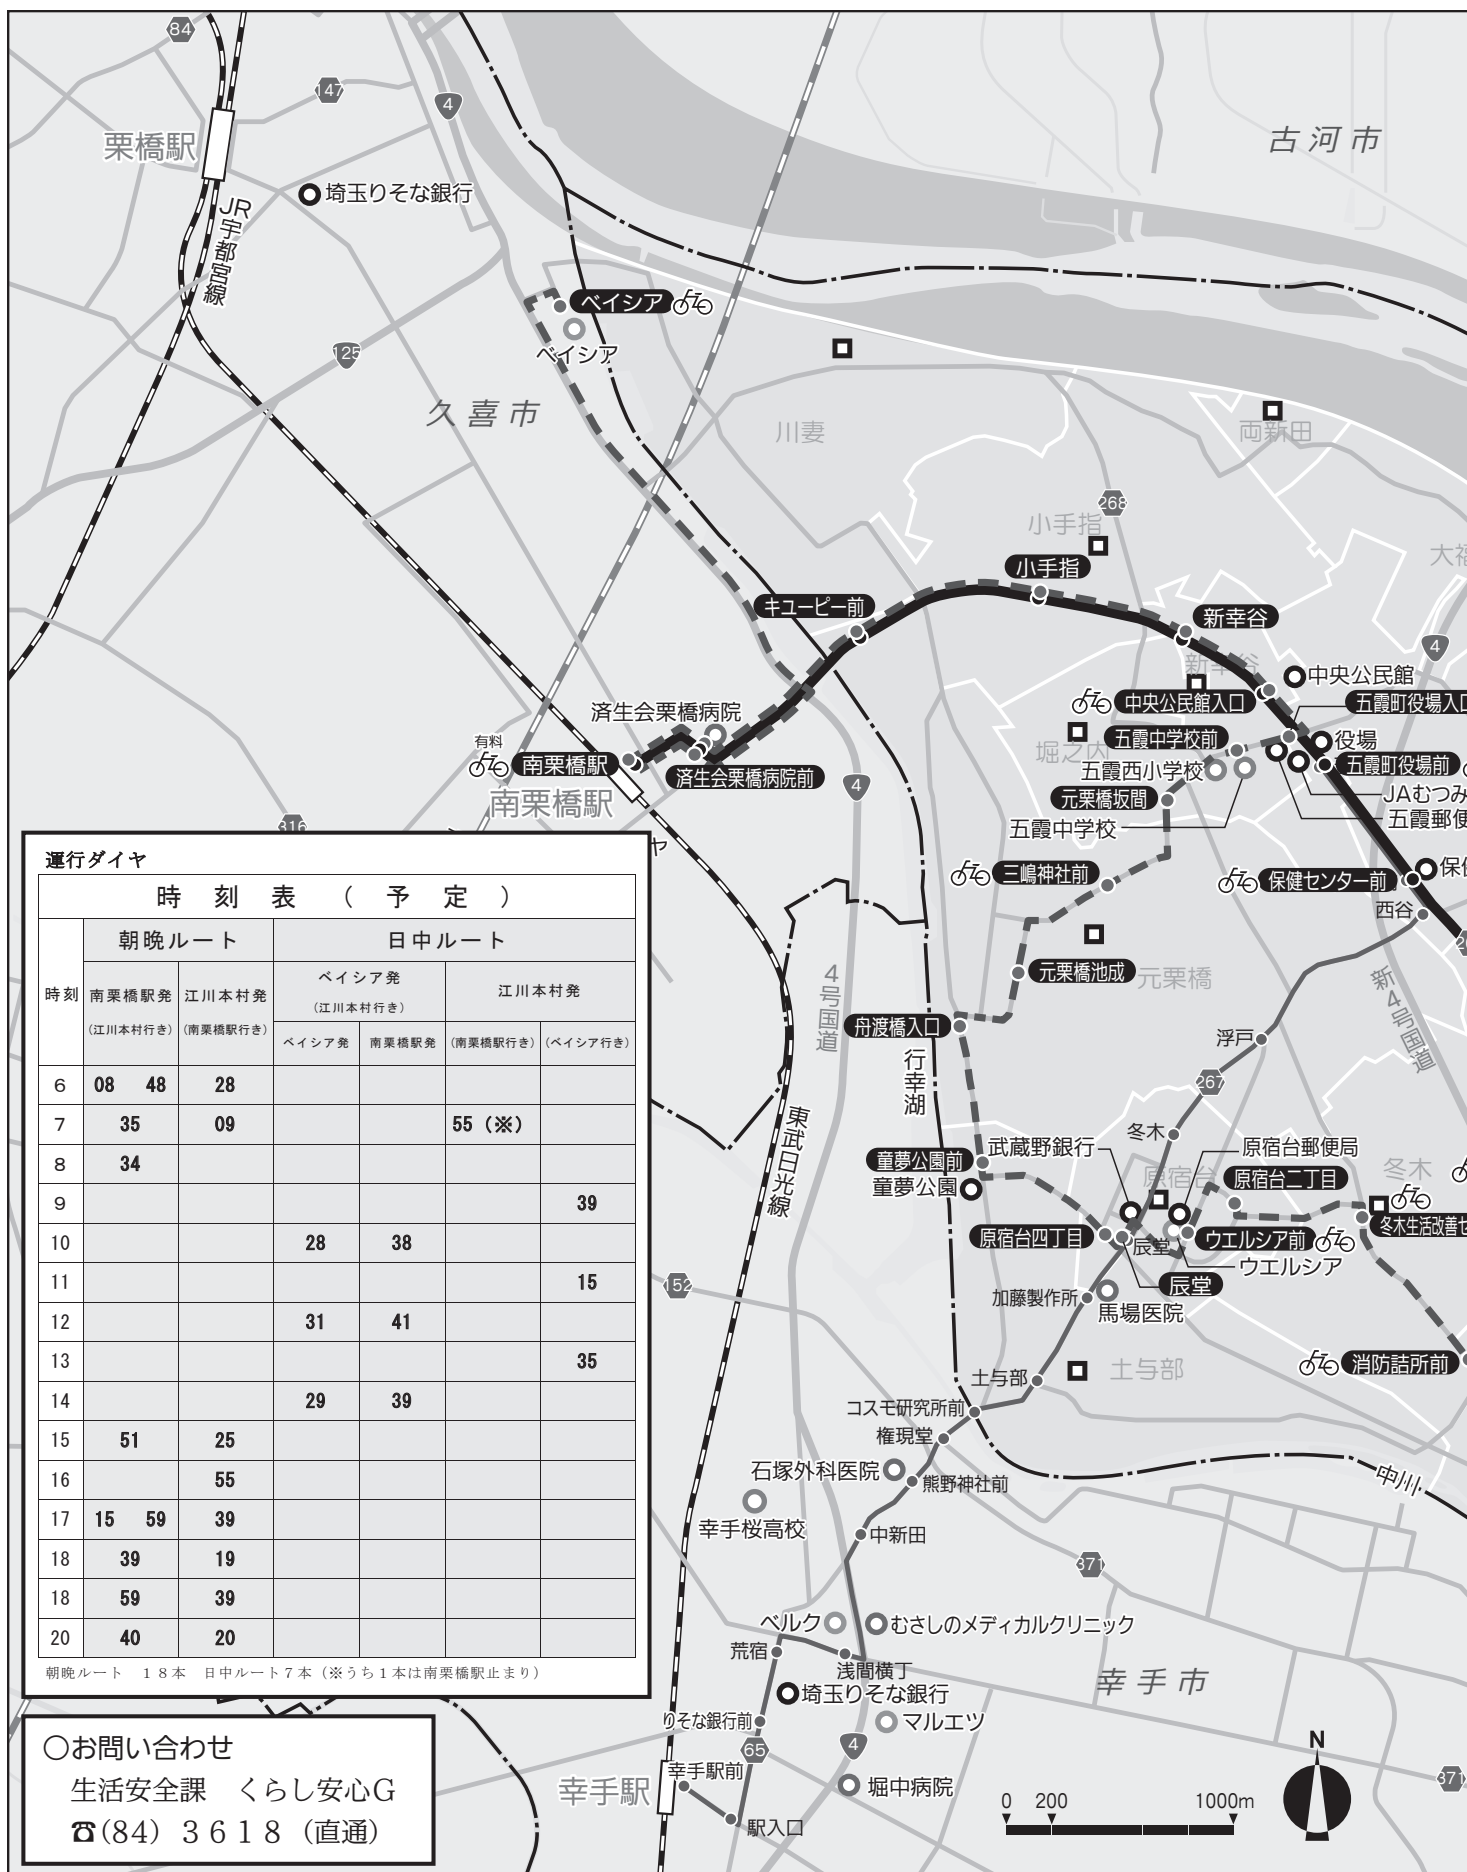 84
147
4
栗橋駅
埼玉りそな銀行
JR宇都宮線
古河市
ベイシア
ベイシア
125
久喜市
川妻
両新田
268
小手指
小手指
大福
キユーピー前
新幸谷
新幸谷
4
中央公民館
済生会栗橋病院
中央公民館入口
五霞町役場入口
有料
南栗橋駅
済生会栗橋病院前
堀之内
五霞中学校前
役場
五霞町役場前
南栗橋駅
4
五霞西小学校
元栗橋坂間
JAむつみ
五霞中学校
五霞郵便
316
ヤ
三嶋神社前
保健センター前
保健
西谷
元栗橋池成
元栗橋
4号国道
新4号国道
丹渡橋入口
浮戸
行幸湖
267
東武日光線
冬木
武蔵野銀行
原宿台郵便局
童夢公園前
童夢公園
原宿台
原宿台二丁目
冬木
原宿台四丁目
辰堂
ウエルシア前
冬木生活改善セ
ウエルシア
辰堂
152
加藤製作所
馬場医院
消防詰所前
土与部
土与部
コスモ研究所前
権現堂
石塚外科医院
熊野神社前
中川
幸手桜高校
中新田
371
ベルク
むさしのメディカルクリニック
荒宿
浅間横丁
埼玉りそな銀行
幸手市
りそな銀行前
マルエツ
65
4
幸手駅前
幸手駅
堀中病院
371
駅入口
N
0 200 1000m
運行ダイヤ
時刻表(予定)
時刻 朝晩ルート 日中ルート
南栗橋駅発 江川本村発 ベイシア発 江川本村発
(江川本村行き) (南栗橋駅行き) (江川本村行き)
ベイシア発 南栗橋駅発 (南栗橋駅行き) (ベイシア行き)
6 08 48 28
7 35 09 55(※)
8 34
9 39
10 28 38
11 15
12 31 41
13 35
14 29 39
15 51 25
16 55
17 15 59 39
18 39 19
18 59 39
20 40 20
朝晩ルート 18本 日中ルート7本(※うち1本は南栗橋駅止まり)
○お問い合わせ
生活安全課 くらし安心G
☎(84)3618(直通)